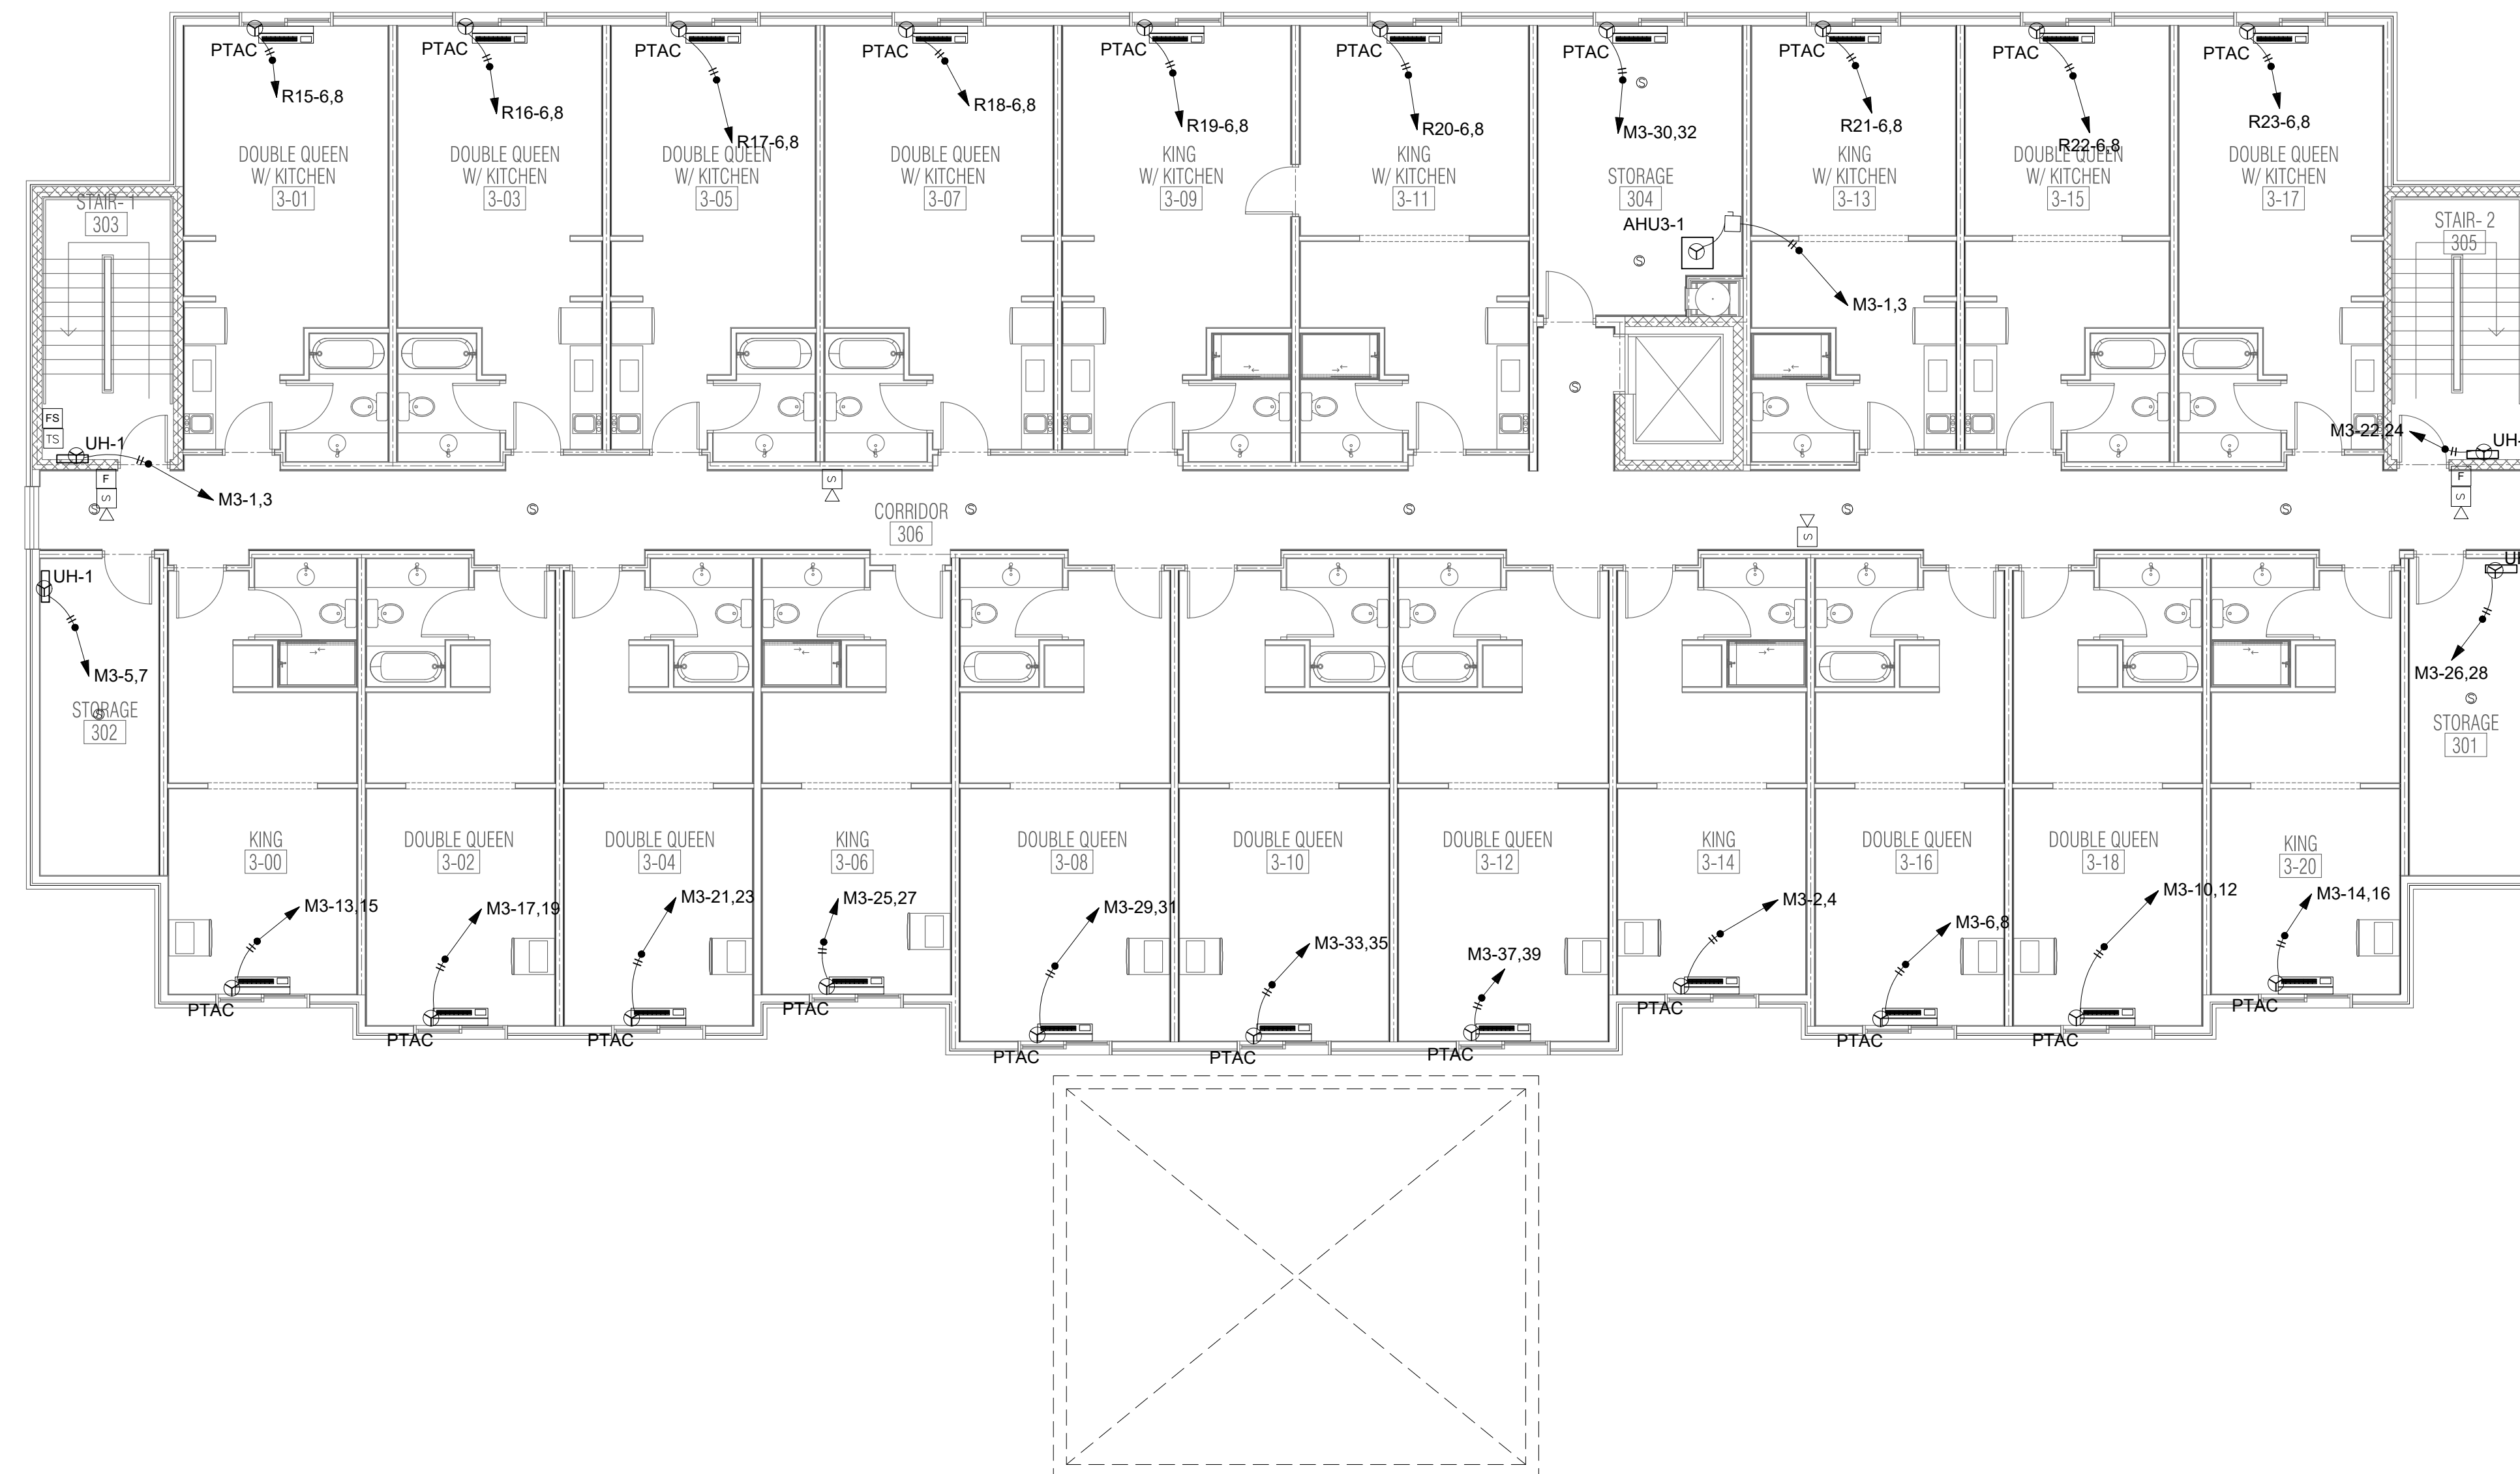 PTAC
PTAC
PTAC
PTAC
PTAC
PTAC
PTAC
PTAC
PTAC
PTAC
R15-6,8
R16-6,8
R17-6,8
R18-6,8
R19-6,8
R20-6,8
M3-30,32
R21-6,8
R22-6,8
R23-6,8
S
DOUBLE QUEEN
W/ KITCHEN
3-01
DOUBLE QUEEN
W/ KITCHEN
3-03
DOUBLE QUEEN
W/ KITCHEN
3-05
DOUBLE QUEEN
W/ KITCHEN
3-07
KING
W/ KITCHEN
3-09
KING
W/ KITCHEN
3-11
STORAGE
304
KING
W/ KITCHEN
3-13
DOUBLE QUEEN
W/ KITCHEN
3-15
DOUBLE QUEEN
W/ KITCHEN
3-17
STAIR- 1
303
AHU3-1
S
M3-1,3
STAIR- 2
305
S
FS
TS
UH-1
M3-1,3
F
S
S
S
S
CORRIDOR
306
S
S
S
S
S
M3-22,24
UH-
F
S
UH-1
M3-5,7
STORAGE
S
302
M3-26,28
S
STORAGE
301
KING
3-00
DOUBLE QUEEN
3-02
DOUBLE QUEEN
3-04
KING
3-06
DOUBLE QUEEN
3-08
DOUBLE QUEEN
3-10
DOUBLE QUEEN
3-12
KING
3-14
DOUBLE QUEEN
3-16
DOUBLE QUEEN
3-18
KING
3-20
M3-13,15
M3-17,19
M3-21,23
M3-25,27
M3-29,31
M3-33,35
M3-37,39
M3-2,4
M3-6,8
M3-10,12
M3-14,16
PTAC
PTAC
PTAC
PTAC
PTAC
PTAC
PTAC
PTAC
PTAC
PTAC
PTAC